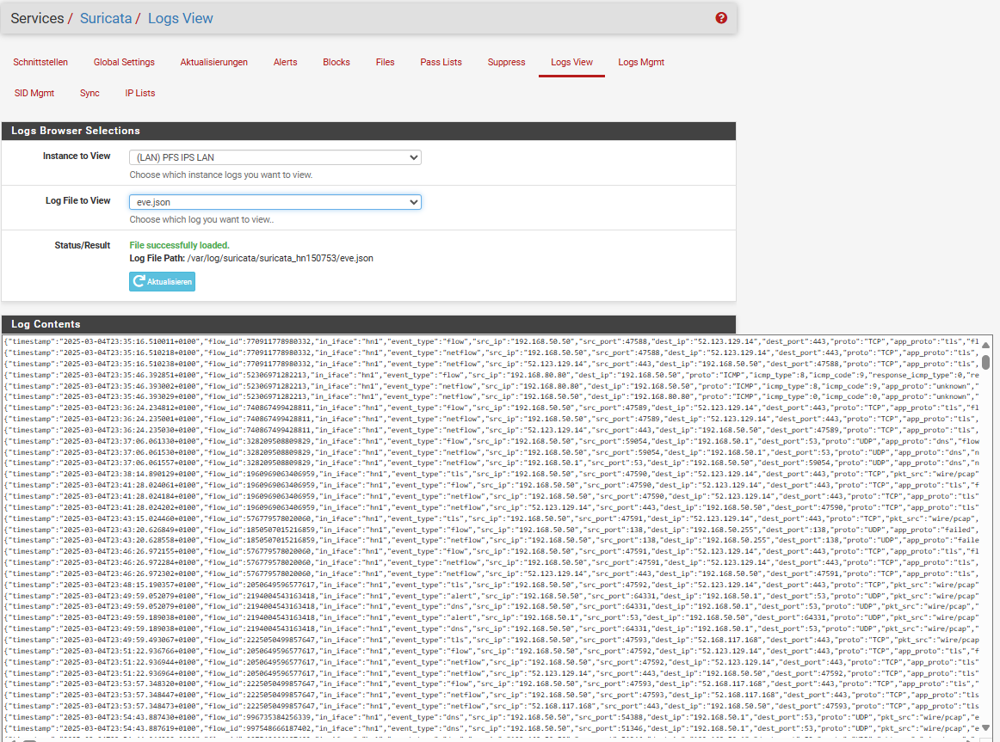 Services / Suricata / Logs View
Schnittstellen Global Settings Aktualisierungen Alerts Blocks Files Pass Lists Suppress Logs View Logs Mgmt
SID Mgmt Sync IP Lists
Logs Browser Selections
Instance to View (LAN) PFS IPS LAN
Choose which instance logs you want to view.
Log File to View eve.json
Choose which log you want to view..
Status/Result File successfully loaded.
Log File Path: /var/log/suricata/suricata_hn150753/eve.json
Aktualisieren
Log Contents
{"timestamp":"2025-03-04T23:35:16.510011+0100","flow_id":770911778980332,"in_iface":"hn1","event_type":"flow","src_ip":"192.168.50.50","src_port":47588,"dest_ip":"52.123.129.14","dest_port":443,"proto":"TCP","app_proto":"tls","fl
{"timestamp":"2025-03-04T23:35:16.510218+0100","flow_id":770911778980332,"in_iface":"hn1","event_type":"netflow","src_ip":"192.168.50.50","src_port":47588,"dest_ip":"52.123.129.14","dest_port":443,"proto":"TCP","app_proto":"tls",
{"timestamp":"2025-03-04T23:35:16.510238+0100","flow_id":770911778980332,"in_iface":"hn1","event_type":"netflow","src_ip":"52.123.129.14","src_port":443,"dest_ip":"192.168.50.50","dest_port":47588,"proto":"TCP","app_proto":"tls",
{"timestamp":"2025-03-04T23:35:46.392851+0100","flow_id":52306971282213,"in_iface":"hn1","event_type":"flow","src_ip":"192.168.80.80","dest_ip":"192.168.50.50","proto":"ICMP","icmp_type":8,"icmp_code":9,"response_icmp_type":0,"re
{"timestamp":"2025-03-04T23:35:46.393002+0100","flow_id":52306971282213,"in_iface":"hn1","event_type":"netflow","src_ip":"192.168.80.80","dest_ip":"192.168.50.50","proto":"ICMP","icmp_type":8,"icmp_code":9,"app_proto":"unknown","
{"timestamp":"2025-03-04T23:35:46.393029+0100","flow_id":52306971282213,"in_iface":"hn1","event_type":"netflow","src_ip":"192.168.50.50","dest_ip":"192.168.80.80","proto":"ICMP","icmp_type":0,"icmp_code":0,"app_proto":"unknown","
{"timestamp":"2025-03-04T23:36:24.234812+0100","flow_id":740867499428811,"in_iface":"hn1","event_type":"flow","src_ip":"192.168.50.50","src_port":47589,"dest_ip":"52.123.129.14","dest_port":443,"proto":"TCP","app_proto":"tls","fl
{"timestamp":"2025-03-04T23:36:24.235001+0100","flow_id":740867499428811,"in_iface":"hn1","event_type":"netflow","src_ip":"192.168.50.50","src_port":47589,"dest_ip":"52.123.129.14","dest_port":443,"proto":"TCP","app_proto":"tls",
{"timestamp":"2025-03-04T23:36:24.235030+0100","flow_id":740867499428811,"in_iface":"hn1","event_type":"netflow","src_ip":"52.123.129.14","src_port":443,"dest_ip":"192.168.50.50","dest_port":47589,"proto":"TCP","app_proto":"tls",
{"timestamp":"2025-03-04T23:37:06.061330+0100","flow_id":328209508809829,"in_iface":"hn1","event_type":"flow","src_ip":"192.168.50.50","src_port":59054,"dest_ip":"192.168.50.1","dest_port":53,"proto":"UDP","app_proto":"dns","flow
{"timestamp":"2025-03-04T23:37:06.061530+0100","flow_id":328209508809829,"in_iface":"hn1","event_type":"netflow","src_ip":"192.168.50.50","src_port":59054,"dest_ip":"192.168.50.1","dest_port":53,"proto":"UDP","app_proto":"dns","n
{"timestamp":"2025-03-04T23:37:06.061557+0100","flow_id":328209508809829,"in_iface":"hn1","event_type":"netflow","src_ip":"192.168.50.1","src_port":53,"dest_ip":"192.168.50.50","dest_port":59054,"proto":"UDP","app_proto":"dns","n
{"timestamp":"2025-03-04T23:38:14.890129+0100","flow_id":1960969063406959,"in_iface":"hn1","event_type":"tls","src_ip":"192.168.50.50","src_port":47590,"dest_ip":"52.123.129.14","dest_port":443,"proto":"TCP","pkt_src":"wire/pcap"
{"timestamp":"2025-03-04T23:41:28.024061+0100","flow_id":1960969063406959,"in_iface":"hn1","event_type":"flow","src_ip":"192.168.50.50","src_port":47590,"dest_ip":"52.123.129.14","dest_port":443,"proto":"TCP","app_proto":"tls","f
{"timestamp":"2025-03-04T23:41:28.024184+0100","flow_id":1960969063406959,"in_iface":"hn1","event_type":"netflow","src_ip":"192.168.50.50","src_port":47590,"dest_ip":"52.123.129.14","dest_port":443,"proto":"TCP","app_proto":"tls"
{"timestamp":"2025-03-04T23:41:28.024202+0100","flow_id":1960969063406959,"in_iface":"hn1","event_type":"netflow","src_ip":"52.123.129.14","src_port":443,"dest_ip":"192.168.50.50","dest_port":47590,"proto":"TCP","app_proto":"tls"
{"timestamp":"2025-03-04T23:43:15.024460+0100","flow_id":576779578020060,"in_iface":"hn1","event_type":"tls","src_ip":"192.168.50.50","src_port":47591,"dest_ip":"52.123.129.14","dest_port":443,"proto":"TCP","pkt_src":"wire/pcap",
{"timestamp":"2025-03-04T23:43:20.626849+0100","flow_id":1850507015216859,"in_iface":"hn1","event_type":"flow","src_ip":"192.168.50.50","src_port":138,"dest_ip":"192.168.50.255","dest_port":138,"proto":"UDP","app_proto":"failed",
{"timestamp":"2025-03-04T23:43:20.628558+0100","flow_id":1850507015216859,"in_iface":"hn1","event_type":"netflow","src_ip":"192.168.50.50","src_port":138,"dest_ip":"192.168.50.255","dest_port":138,"proto":"UDP","app_proto":"faile
{"timestamp":"2025-03-04T23:46:26.972155+0100","flow_id":576779578020060,"in_iface":"hn1","event_type":"flow","src_ip":"192.168.50.50","src_port":47591,"dest_ip":"52.123.129.14","dest_port":443,"proto":"TCP","app_proto":"tls","fl
{"timestamp":"2025-03-04T23:46:26.972284+0100","flow_id":576779578020060,"in_iface":"hn1","event_type":"netflow","src_ip":"192.168.50.50","src_port":47591,"dest_ip":"52.123.129.14","dest_port":443,"proto":"TCP","app_proto":"tls",
{"timestamp":"2025-03-04T23:46:26.972302+0100","flow_id":576779578020060,"in_iface":"hn1","event_type":"netflow","src_ip":"52.123.129.14","src_port":443,"dest_ip":"192.168.50.50","dest_port":47591,"proto":"TCP","app_proto":"tls",
{"timestamp":"2025-03-04T23:48:15.190357+0100","flow_id":2050649596577617,"in_iface":"hn1","event_type":"tls","src_ip":"192.168.50.50","src_port":47592,"dest_ip":"52.123.129.14","dest_port":443,"proto":"TCP","pkt_src":"wire/pcap"
{"timestamp":"2025-03-04T23:49:59.052079+0100","flow_id":2194004543163418,"in_iface":"hn1","event_type":"alert","src_ip":"192.168.50.50","src_port":64331,"dest_ip":"192.168.50.1","dest_port":53,"proto":"UDP","pkt_src":"wire/pcap"
{"timestamp":"2025-03-04T23:49:59.052079+0100","flow_id":2194004543163418,"in_iface":"hn1","event_type":"dns","src_ip":"192.168.50.50","src_port":64331,"dest_ip":"192.168.50.1","dest_port":53,"proto":"UDP","pkt_src":"wire/pcap","
{"timestamp":"2025-03-04T23:49:59.189038+0100","flow_id":2194004543163418,"in_iface":"hn1","event_type":"alert","src_ip":"192.168.50.1","src_port":53,"dest_ip":"192.168.50.50","dest_port":64331,"proto":"UDP","pkt_src":"wire/pcap"
{"timestamp":"2025-03-04T23:49:59.189038+0100","flow_id":2194004543163418,"in_iface":"hn1","event_type":"dns","src_ip":"192.168.50.50","src_port":64331,"dest_ip":"192.168.50.1","dest_port":53,"proto":"UDP","pkt_src":"wire/pcap","
{"timestamp":"2025-03-04T23:49:59.493067+0100","flow_id":2225050499857647,"in_iface":"hn1","event_type":"tls","src_ip":"192.168.50.50","src_port":47593,"dest_ip":"52.168.117.168","dest_port":443,"proto":"TCP","pkt_src":"wire/pcap
{"timestamp":"2025-03-04T23:51:22.936766+0100","flow_id":2050649596577617,"in_iface":"hn1","event_type":"flow","src_ip":"192.168.50.50","src_port":47592,"dest_ip":"52.123.129.14","dest_port":443,"proto":"TCP","app_proto":"tls","f
{"timestamp":"2025-03-04T23:51:22.936944+0100","flow_id":2050649596577617,"in_iface":"hn1","event_type":"netflow","src_ip":"192.168.50.50","src_port":47592,"dest_ip":"52.123.129.14","dest_port":443,"proto":"TCP","app_proto":"tls"
{"timestamp":"2025-03-04T23:51:22.936964+0100","flow_id":2050649596577617,"in_iface":"hn1","event_type":"netflow","src_ip":"52.123.129.14","src_port":443,"dest_ip":"192.168.50.50","dest_port":47592,"proto":"TCP","app_proto":"tls"
{"timestamp":"2025-03-04T23:53:57.348320+0100","flow_id":2225050499857647,"in_iface":"hn1","event_type":"flow","src_ip":"192.168.50.50","src_port":47593,"dest_ip":"52.168.117.168","dest_port":443,"proto":"TCP","app_proto":"tls","
{"timestamp":"2025-03-04T23:53:57.348447+0100","flow_id":2225050499857647,"in_iface":"hn1","event_type":"netflow","src_ip":"192.168.50.50","src_port":47593,"dest_ip":"52.168.117.168","dest_port":443,"proto":"TCP","app_proto":"tls
{"timestamp":"2025-03-04T23:53:57.348473+0100","flow_id":2225050499857647,"in_iface":"hn1","event_type":"netflow","src_ip":"52.168.117.168","src_port":443,"dest_ip":"192.168.50.50","dest_port":47593,"proto":"TCP","app_proto":"tls
{"timestamp":"2025-03-04T23:54:43.887430+0100","flow_id":996735384256339,"in_iface":"hn1","event_type":"dns","src_ip":"192.168.50.50","src_port":54388,"dest_ip":"192.168.50.1","dest_port":53,"proto":"UDP","pkt_src":"wire/pcap","e
{"timestamp":"2025-03-04T23:54:43.887619+0100","flow_id":997548666187402,"in_iface":"hn1","event_type":"dns","src_ip":"192.168.50.50","src_port":51346,"dest_ip":"192.168.50.1","dest_port":53,"proto":"UDP","pkt_src":"wire/pcap","e